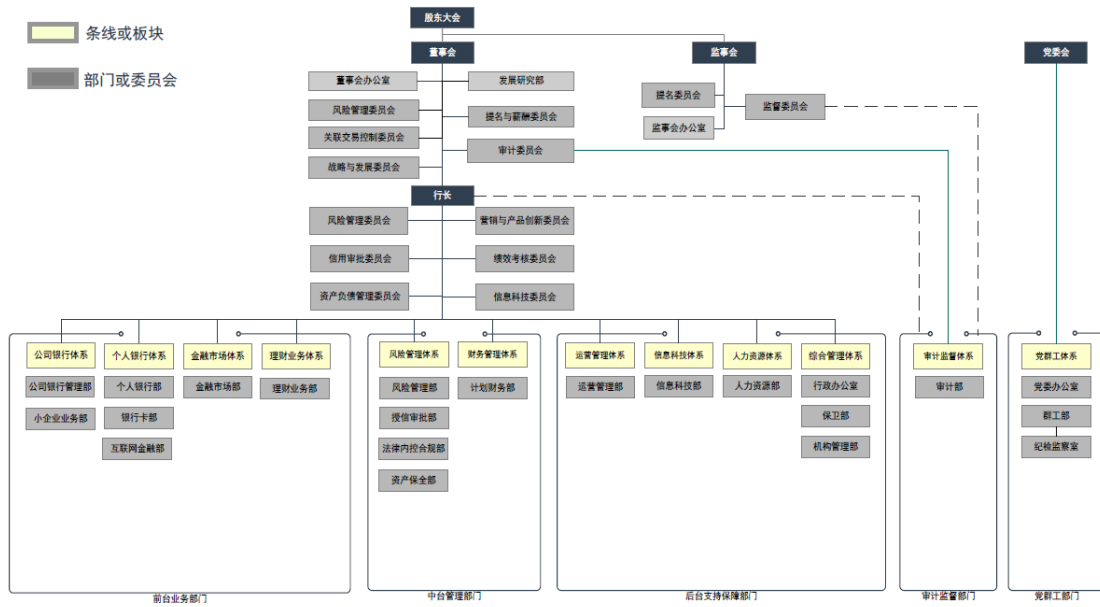 股东大会
条线或板块
部门或委员会
董事会
监事会
党委会
董事会办公室
发展研究部
风险管理委员会
提名与薪酬委员会
关联交易控制委员会
审计委员会
战略与发展委员会
提名委员会
监督委员会
监事会办公室
行长
风险管理委员会
营销与产品创新委员会
信用审批委员会
绩效考核委员会
资产负债管理委员会
信息科技委员会
公司银行体系
个人银行体系
金融市场体系
理财业务体系
公司银行管理部
个人银行部
金融市场部
理财业务部
小企业业务部
银行卡部
互联网金融部
前台业务部门
风险管理体系
财务管理体系
风险管理部
计划财务部
授信审批部
法律内控合规部
资产保全部
中台管理部门
运营管理体系
信息科技体系
人力资源体系
综合管理体系
运营管理部
信息科技部
人力资源部
行政办公室
保卫部
机构管理部
后台支持保障部门
审计监督体系
审计部
审计监督部门
党群工体系
党委办公室
群工部
纪检监察室
党群工部门